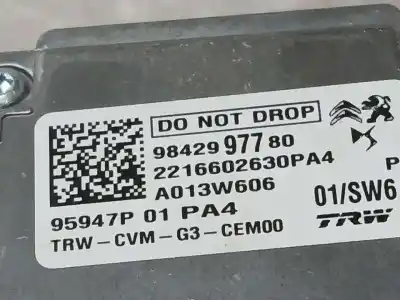 DO NOT DROP
98429 977 80
2216602630PA4
A013W606
P
95947P 01 PA4
01/SW6
TRW-CVM-G3-CEM00
TRW